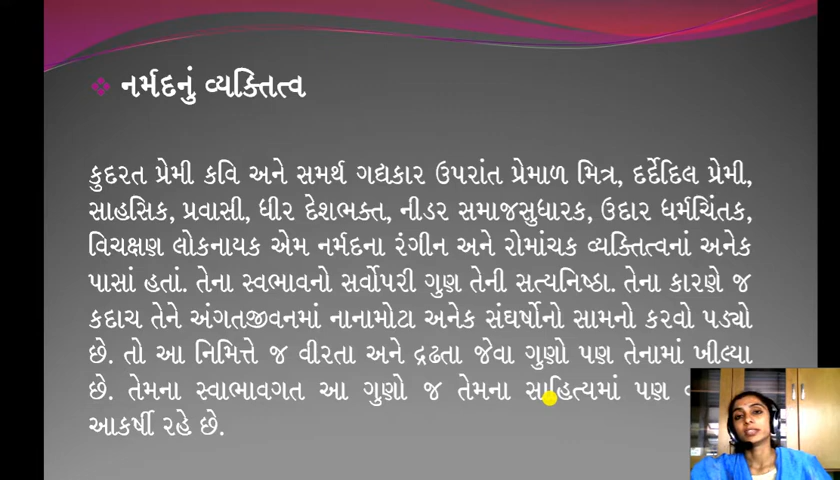 નર્મદનું વ્યક્તિત્વ
કુદરત પ્રેમી કવિ અને સમર્થ ગદ્યકાર ઉપરાંત પ્રેમાળ મિત્ર, દર્દેદિલ પ્રેમી,
સાહસિક, પ્રવાસી, ધીર દેશભક્ત, નીડર સમાજસુધારક, ઉદાર ધર્મચિંતક,
વિચક્ષણ લોકનાયક એમ નર્મદના રંગીન અને રોમાંચક વ્યક્તિત્વનાં અનેક
પાસાં હતાં. તેના સ્વભાવનો સર્વોપરી ગુણ તેની સત્યનિષ્ઠા. તેના કારણે જ
કદાચ તેને અંગતજીવનમાં નાનામોટા અનેક સંઘર્ષોનો સામનો કરવો પડ્યો
છે. તો આ નિમિત્તે જ વીરતા અને દ્રઢતા જેવા ગુણો પણ તેનામાં ખીલ્યા
છે. તેમના સ્વાભાવગત આ ગુણો જ તેમના સાહિત્યમાં પણ
આકર્ષી રહે છે.